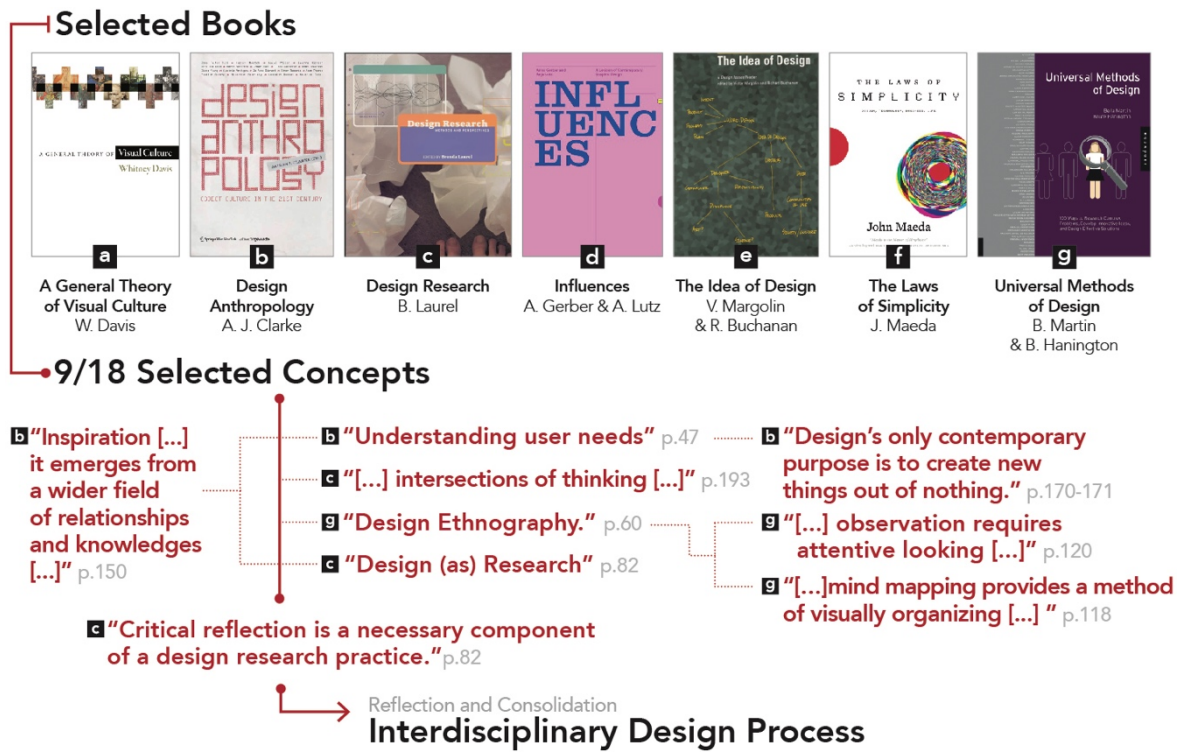 Selected Books
A GENERAL THEORY OF Visual Culture
Whitney Davis
design
anthro
pology
OBJECT CULTURE IN THE 21ST CENTURY
Design Research
INFL
UENC
ES
The Idea of Design
THE LAWS OF
SIMPLICITY
John Maeda
Universal Methods
of Design
a
b
c
d
e
f
g
A General Theory
of Visual Culture
W. Davis
Design
Anthropology
A. J. Clarke
Design Research
B. Laurel
Influences
A. Gerber & A. Lutz
The Idea of Design
V. Margolin
& R. Buchanan
The Laws
of Simplicity
J. Maeda
Universal Methods
of Design
B. Martin
& B. Hanington
9/18 Selected Concepts
b “Inspiration [...]
it emerges from
a wider field
of relationships
and knowledges
[...]” p.150
b “Understanding user needs” p.47
c “[...] intersections of thinking [...]” p.193
g “Design Ethnography.” p.60
c “Design (as) Research” p.82
b “Design’s only contemporary
purpose is to create new
things out of nothing.” p.170-171
g “[...] observation requires
attentive looking [...]” p.120
g “[...]mind mapping provides a method
of visually organizing [...] ” p.118
c “Critical reflection is a necessary component
of a design research practice.”p.82
Reflection and Consolidation
Interdisciplinary Design Process